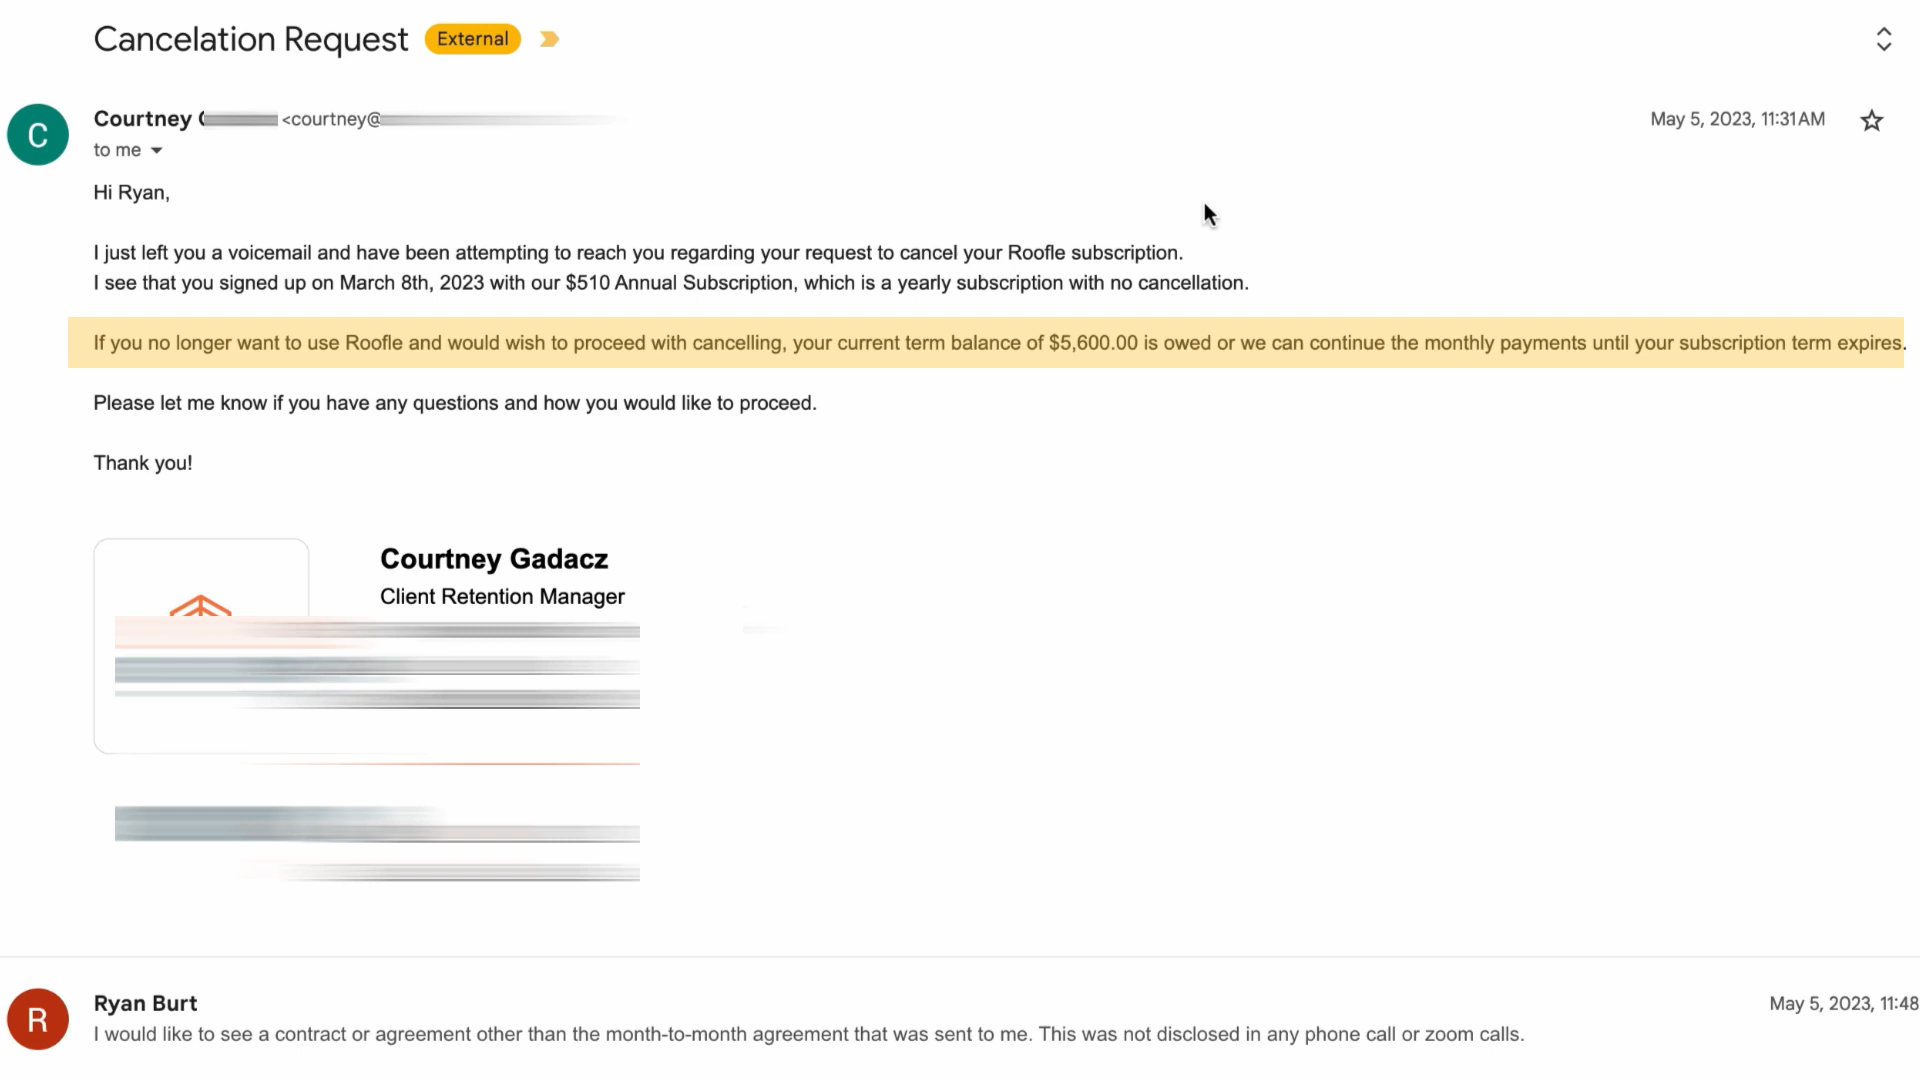 Cancelation Request External
Courtney <courtney@
May 5, 2023, 11:31 AM
C
to me
Hi Ryan,
I just left you a voicemail and have been attempting to reach you regarding your request to cancel your Roofle subscription.
I see that you signed up on March 8th, 2023 with our $510 Annual Subscription, which is a yearly subscription with no cancellation.
If you no longer want to use Roofle and would wish to proceed with cancelling, your current term balance of $5,600.00 is owed or we can continue the monthly payments until your subscription term expires.
Please let me know if you have any questions and how you would like to proceed.
Thank you!
Courtney Gadacz
Client Retention Manager
Ryan Burt
May 5, 2023, 11:48
R
I would like to see a contract or agreement other than the month-to-month agreement that was sent to me. This was not disclosed in any phone call or zoom calls.